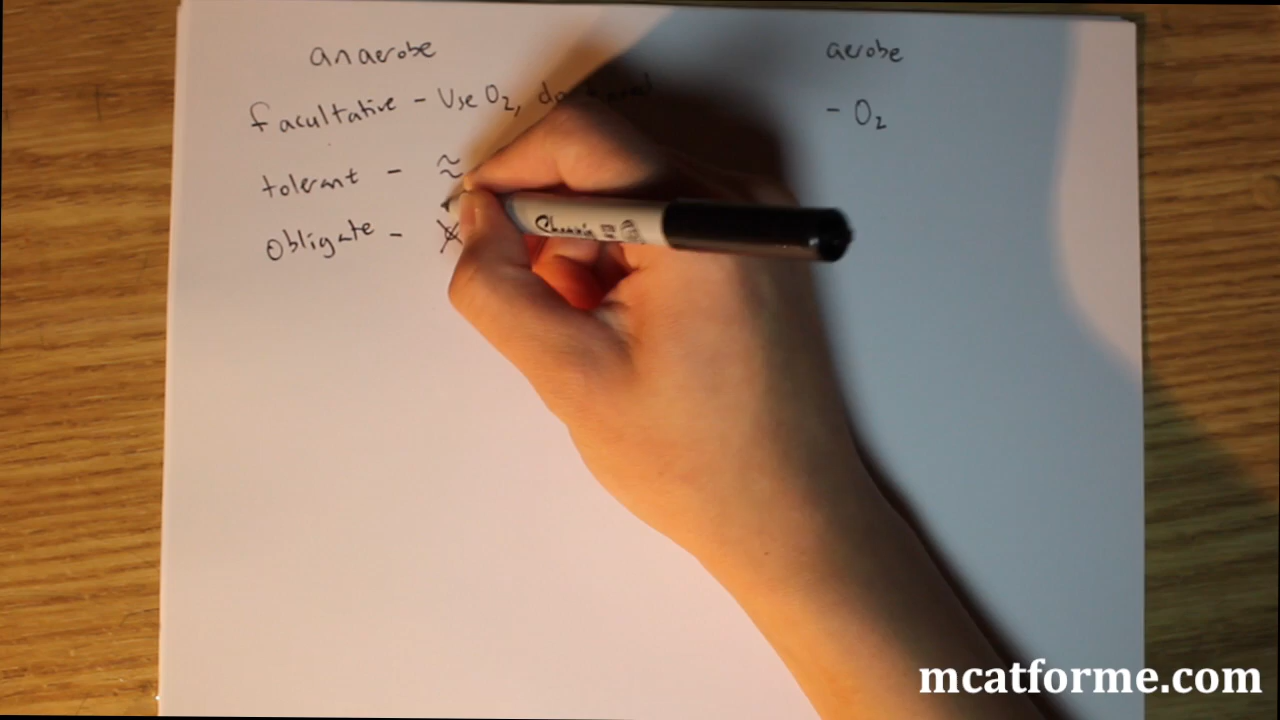 anaerobe
aerobe
facultative - Use O2,
- O2
tolerant - ≈
obligate -
mcatforme.com